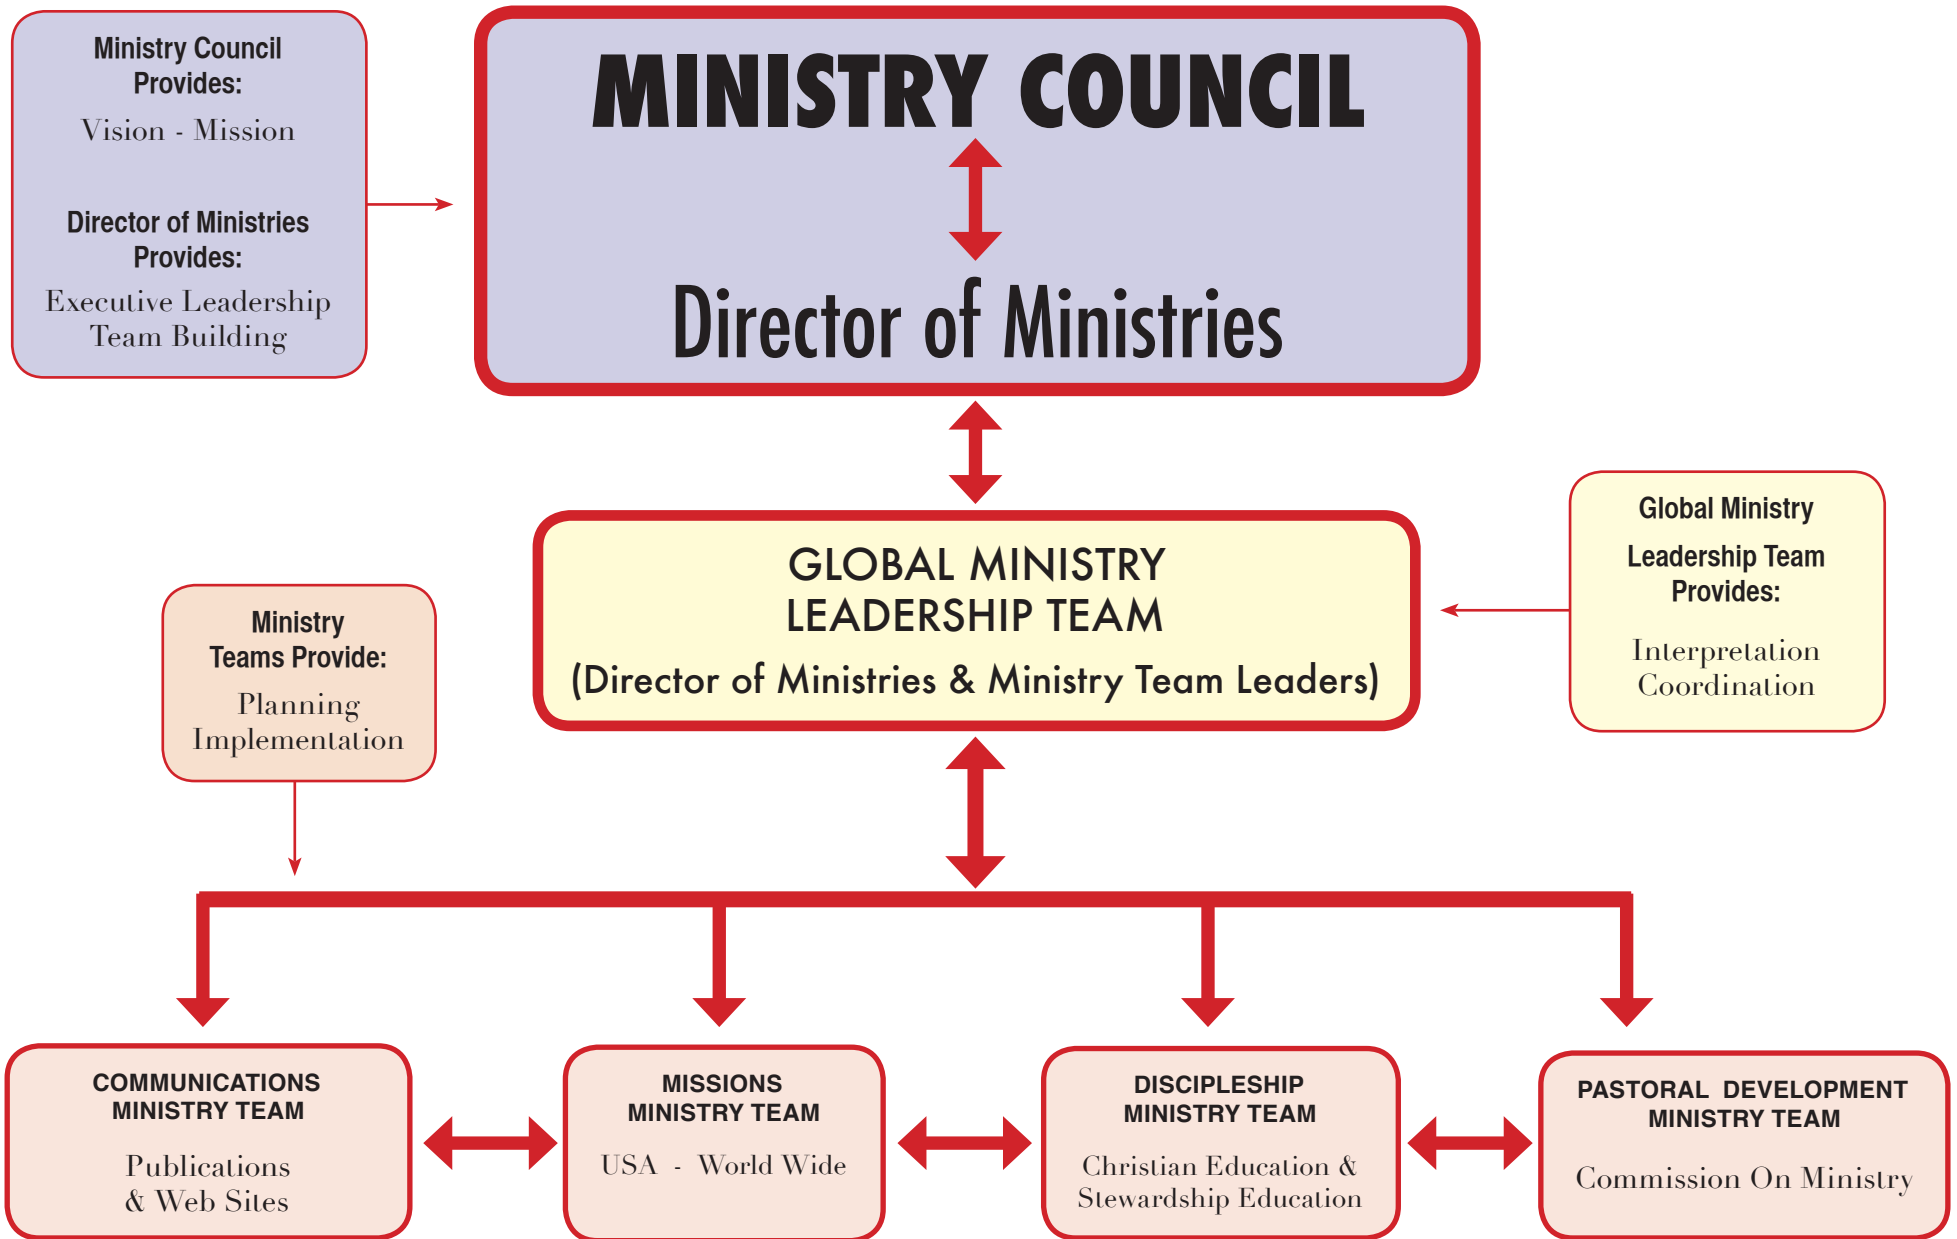 Ministry Council
Provides:
Vision - Mission
Director of Ministries
Provides:
Executive Leadership
Team Building
MINISTRY COUNCIL
Director of Ministries
GLOBAL MINISTRY
LEADERSHIP TEAM
(Director of Ministries & Ministry Team Leaders)
Global Ministry
Leadership Team
Provides:
Interpretation
Coordination
Ministry
Teams Provide:
Planning
Implementation
COMMUNICATIONS
MINISTRY TEAM
Publications
& Web Sites
MISSIONS
MINISTRY TEAM
USA - World Wide
DISCIPLESHIP
MINISTRY TEAM
Christian Education &
Stewardship Education
PASTORAL DEVELOPMENT
MINISTRY TEAM
Commission On Ministry